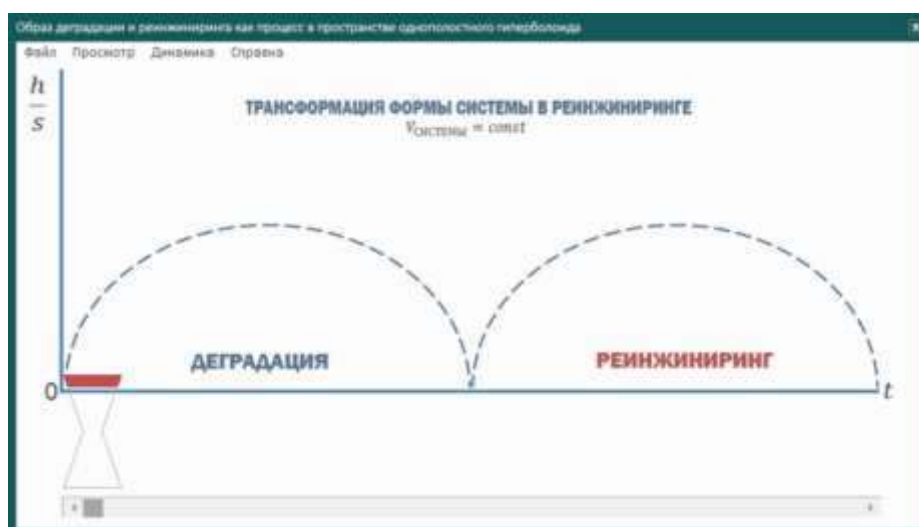 Образ деградации и реинжиниринга как процесс в пространстве однополостного гиперболоида
Файл Просмотр Динамика Справка
h
s
ТРАНСФОРМАЦИЯ ФОРМЫ СИСТЕМЫ В РЕИНЖИНИРИНГЕ
V СИСТЕМЫ = const
ДЕГРАДАЦИЯ
РЕИНЖИНИРИНГ
0
t